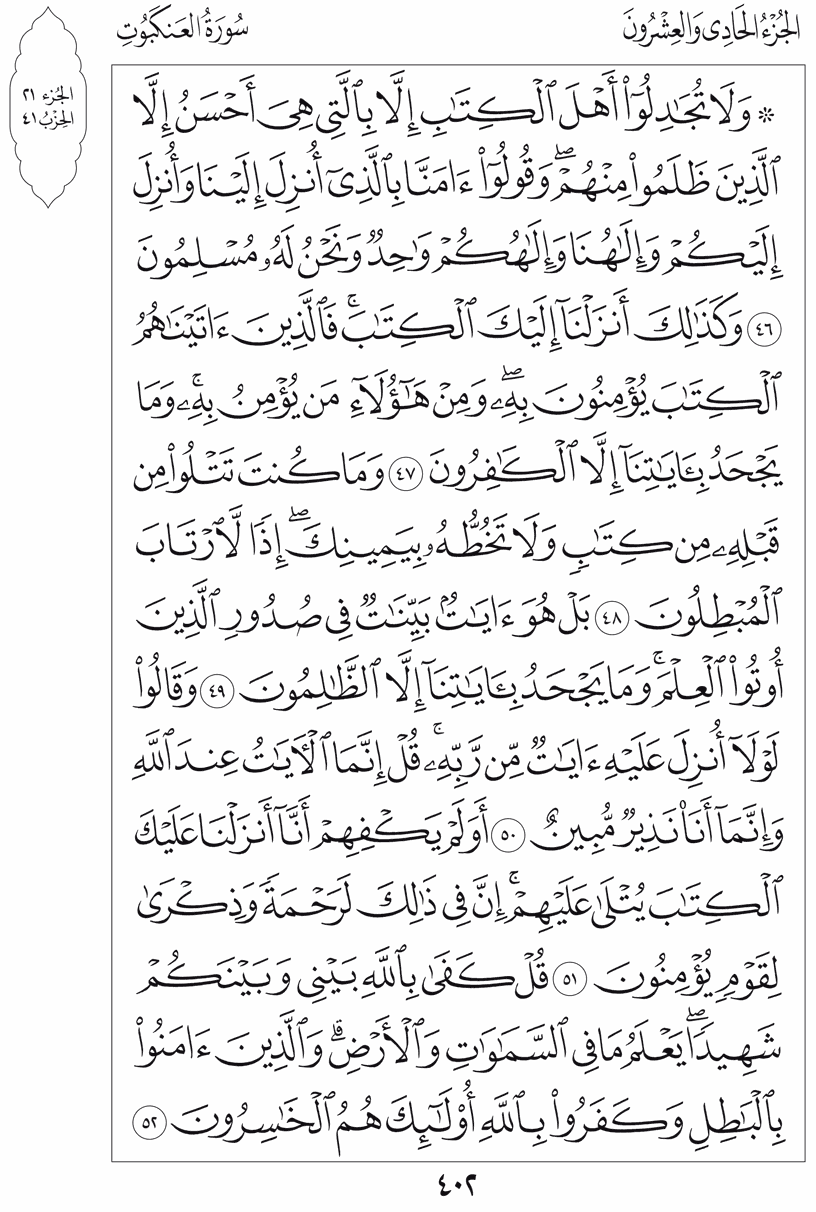 الجُزْءُ الحَادِي وَالعِشْرُونَ
سُورَةُ العَنكَبُوتِ
الجُزء ٢١
الحِزْبُ ٤١
۞ وَلَا تُجَٰدِلُوٓاْ أَهۡلَ ٱلۡكِتَٰبِ إِلَّا بِٱلَّتِي هِيَ أَحۡسَنُ إِلَّا
ٱلَّذِينَ ظَلَمُواْ مِنۡهُمۡۖ وَقُولُوٓاْ ءَامَنَّا بِٱلَّذِيٓ أُنزِلَ إِلَيۡنَا وَأُنزِلَ
إِلَيۡكُمۡ وَإِلَٰهُنَا وَإِلَٰهُكُمۡ وَٰحِدٞ وَنَحۡنُ لَهُۥ مُسۡلِمُونَ
٤٦ وَكَذَٰلِكَ أَنزَلۡنَآ إِلَيۡكَ ٱلۡكِتَٰبَۚ فَٱلَّذِينَ ءَاتَيۡنَٰهُمُ
ٱلۡكِتَٰبَ يُؤۡمِنُونَ بِهِۦۖ وَمِنۡ هَٰٓؤُلَآءِ مَن يُؤۡمِنُ بِهِۦۚ وَمَا
يَجۡحَدُ بِـَٔايَٰتِنَآ إِلَّا ٱلۡكَٰفِرُونَ ٤٧ وَمَا كُنتَ تَتۡلُواْ مِن
قَبۡلِهِۦ مِن كِتَٰبٖ وَلَا تَخُطُّهُۥ بِيَمِينِكَۖ إِذٗا لَّٱرۡتَابَ
ٱلۡمُبۡطِلُونَ ٤٨ بَلۡ هُوَ ءَايَٰتُۢ بَيِّنَٰتٞ فِي صُدُورِ ٱلَّذِينَ
أُوتُواْ ٱلۡعِلۡمَۚ وَمَا يَجۡحَدُ بِـَٔايَٰتِنَآ إِلَّا ٱلظَّٰلِمُونَ ٤٩ وَقَالُواْ
لَوۡلَآ أُنزِلَ عَلَيۡهِ ءَايَٰتٞ مِّن رَّبِّهِۦۚ قُلۡ إِنَّمَا ٱلۡأٓيَٰتُ عِندَ ٱللَّهِ
وَإِنَّمَآ أَنَا۠ نَذِيرٞ مُّبِينٌ ٥٠ أَوَلَمۡ يَكۡفِهِمۡ أَنَّآ أَنزَلۡنَا عَلَيۡكَ
ٱلۡكِتَٰبَ يُتۡلَىٰ عَلَيۡهِمۡۚ إِنَّ فِي ذَٰلِكَ لَرَحۡمَةٗ وَذِكۡرَىٰ
لِقَوۡمٖ يُؤۡمِنُونَ ٥١ قُلۡ كَفَىٰ بِٱللَّهِ بَيۡنِي وَبَيۡنَكُمۡ
شَهِيدٗاۖ يَعۡلَمُ مَا فِي ٱلسَّمَٰوَٰتِ وَٱلۡأَرۡضِۗ وَٱلَّذِينَ ءَامَنُواْ
بِٱلۡبَٰطِلِ وَكَفَرُواْ بِٱللَّهِ أُوْلَٰٓئِكَ هُمُ ٱلۡخَٰسِرُونَ ٥٢
٤٠٢